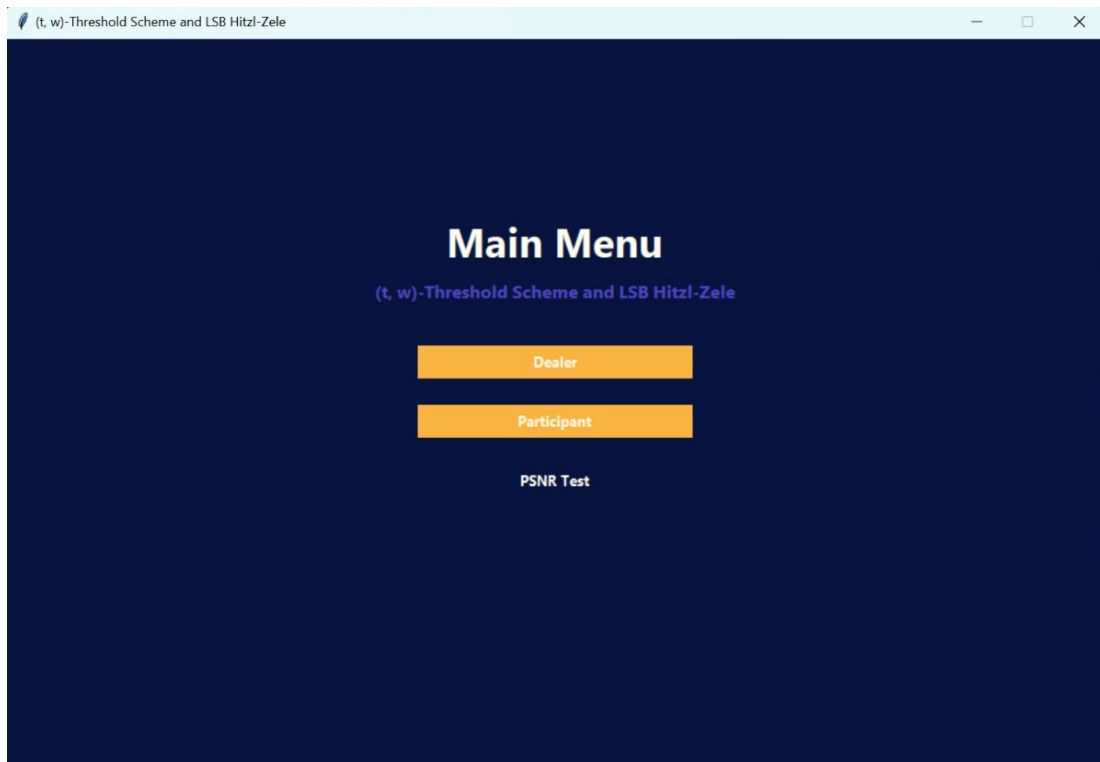 (t, w)-Threshold Scheme and LSB Hitzl-Zele
Main Menu
(t, w)-Threshold Scheme and LSB Hitzl-Zele
Dealer
Participant
PSNR Test